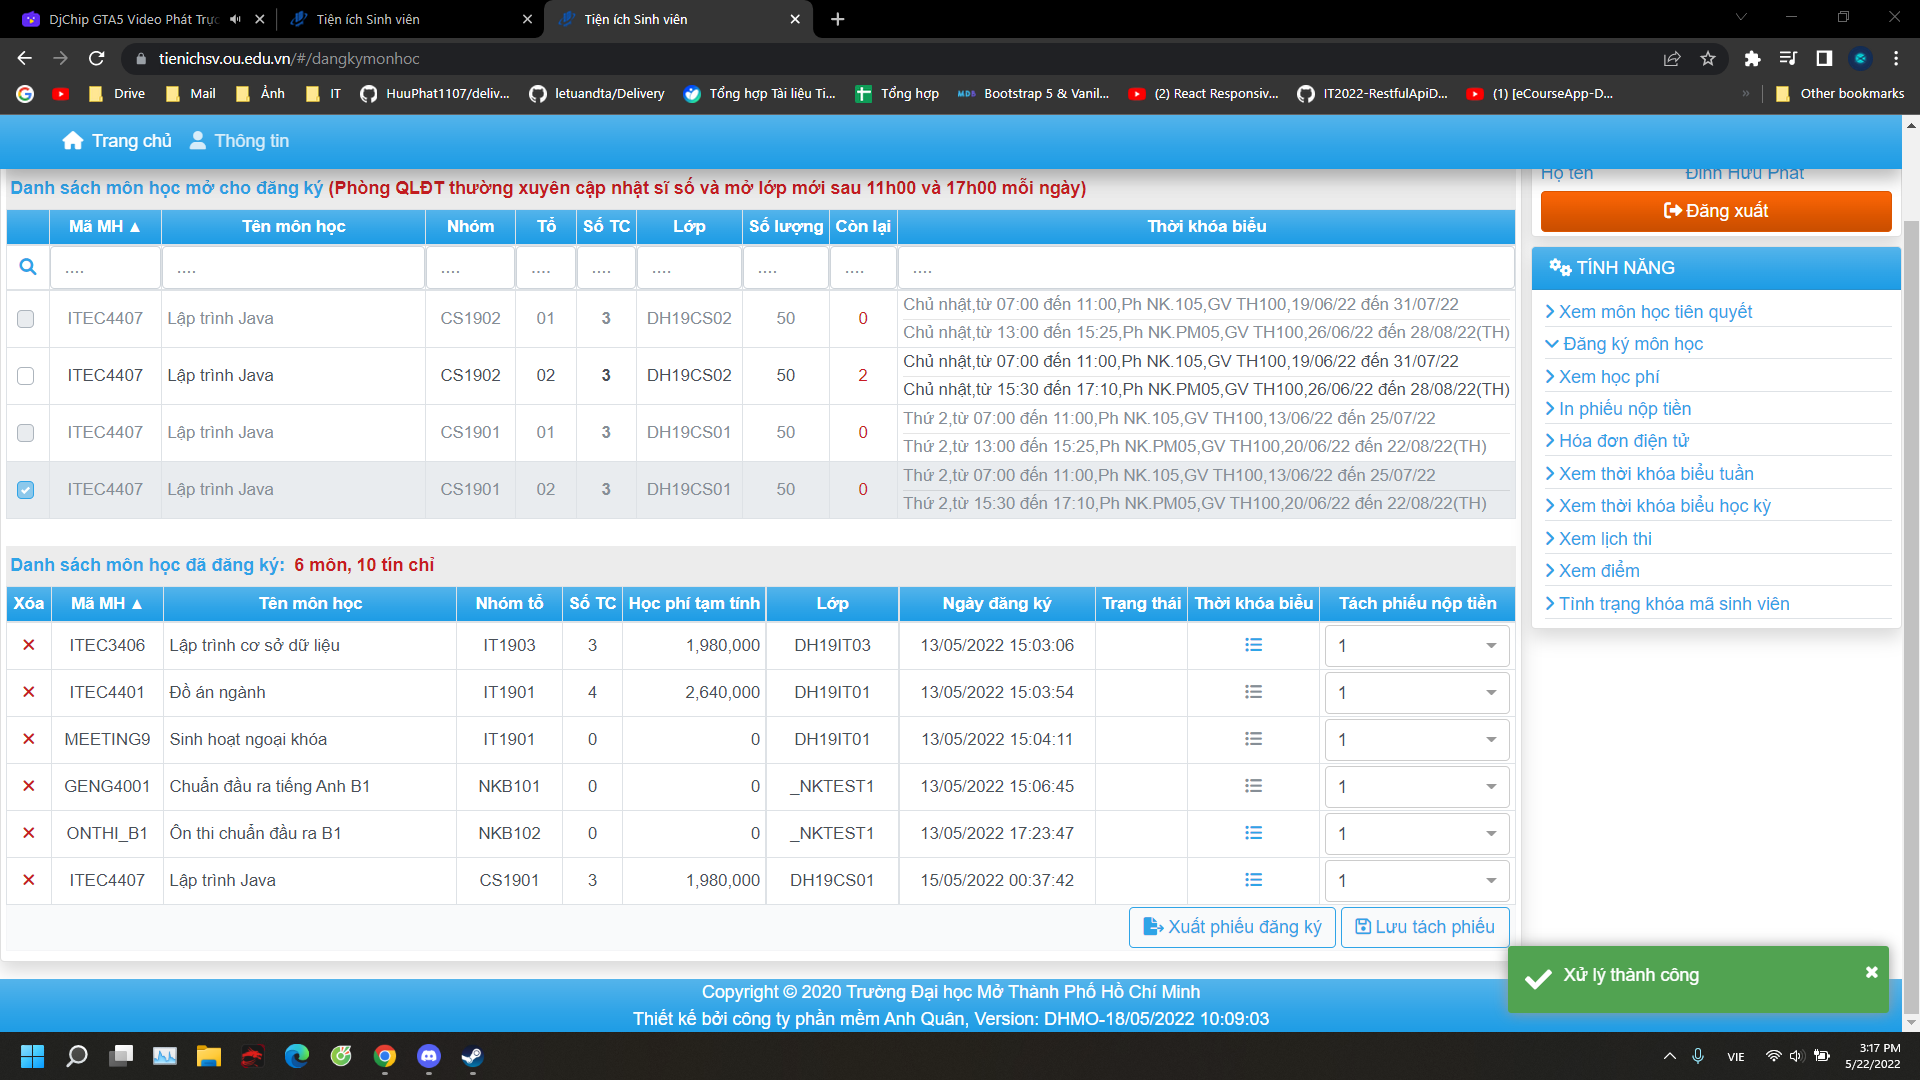 DjChip GTA5 Video Phát Trực
Tiện ích Sinh viên
Tiện ích Sinh viên
tienichsv.ou.edu.vn/#/dangkymonhoc
Drive Mail Ảnh IT HuuPhat1107/deliv... letuandta/Delivery Tổng hợp Tài liệu Ti... Tổng hợp Bootstrap 5 & Vanil... (2) React Responsiv... IT2022-RestfulApiD... (1) [eCourseApp-D... » Other bookmarks
Trang chủ Thông tin
Danh sách môn học mở cho đăng ký (Phòng QLĐT thường xuyên cập nhật sĩ số và mở lớp mới sau 11h00 và 17h00 mỗi ngày)
Mã MH ▲ Tên môn học Nhóm Tổ Số TC Lớp Số lượng Còn lại Thời khóa biểu
.... .... .... .... .... .... .... .... ....
ITEC4407 Lập trình Java CS1902 01 3 DH19CS02 50 0
Chủ nhật,từ 07:00 đến 11:00,Ph NK.105,GV TH100,19/06/22 đến 31/07/22
Chủ nhật,từ 13:00 đến 15:25,Ph NK.PM05,GV TH100,26/06/22 đến 28/08/22(TH)
ITEC4407 Lập trình Java CS1902 02 3 DH19CS02 50 2
Chủ nhật,từ 07:00 đến 11:00,Ph NK.105,GV TH100,19/06/22 đến 31/07/22
Chủ nhật,từ 15:30 đến 17:10,Ph NK.PM05,GV TH100,26/06/22 đến 28/08/22(TH)
ITEC4407 Lập trình Java CS1901 01 3 DH19CS01 50 0
Thứ 2,từ 07:00 đến 11:00,Ph NK.105,GV TH100,13/06/22 đến 25/07/22
Thứ 2,từ 13:00 đến 15:25,Ph NK.PM05,GV TH100,20/06/22 đến 22/08/22(TH)
ITEC4407 Lập trình Java CS1901 02 3 DH19CS01 50 0
Thứ 2,từ 07:00 đến 11:00,Ph NK.105,GV TH100,13/06/22 đến 25/07/22
Thứ 2,từ 15:30 đến 17:10,Ph NK.PM05,GV TH100,20/06/22 đến 22/08/22(TH)
Danh sách môn học đã đăng ký: 6 môn, 10 tín chỉ
Xóa Mã MH ▲ Tên môn học Nhóm tổ Số TC Học phí tạm tính Lớp Ngày đăng ký Trạng thái Thời khóa biểu Tách phiếu nộp tiền
ITEC3406 Lập trình cơ sở dữ liệu IT1903 3 1,980,000 DH19IT03 13/05/2022 15:03:06 1
ITEC4401 Đồ án ngành IT1901 4 2,640,000 DH19IT01 13/05/2022 15:03:54 1
MEETING9 Sinh hoạt ngoại khóa IT1901 0 0 DH19IT01 13/05/2022 15:04:11 1
GENG4001 Chuẩn đầu ra tiếng Anh B1 NKB101 0 0 _NKTEST1 13/05/2022 15:06:45 1
ONTHI_B1 Ôn thi chuẩn đầu ra B1 NKB102 0 0 _NKTEST1 13/05/2022 17:23:47 1
ITEC4407 Lập trình Java CS1901 3 1,980,000 DH19CS01 15/05/2022 00:37:42 1
Xuất phiếu đăng ký Lưu tách phiếu
Họ tên Đinh Hữu Phát
Đăng xuất
TÍNH NĂNG
Xem môn học tiên quyết
Đăng ký môn học
Xem học phí
In phiếu nộp tiền
Hóa đơn điện tử
Xem thời khóa biểu tuần
Xem thời khóa biểu học kỳ
Xem lịch thi
Xem điểm
Tình trạng khóa mã sinh viên
Xử lý thành công
Copyright © 2020 Trường Đại học Mở Thành Phố Hồ Chí Minh
Thiết kế bởi công ty phần mềm Anh Quân, Version: DHMO-18/05/2022 10:09:03
VIE
3:17 PM
5/22/2022